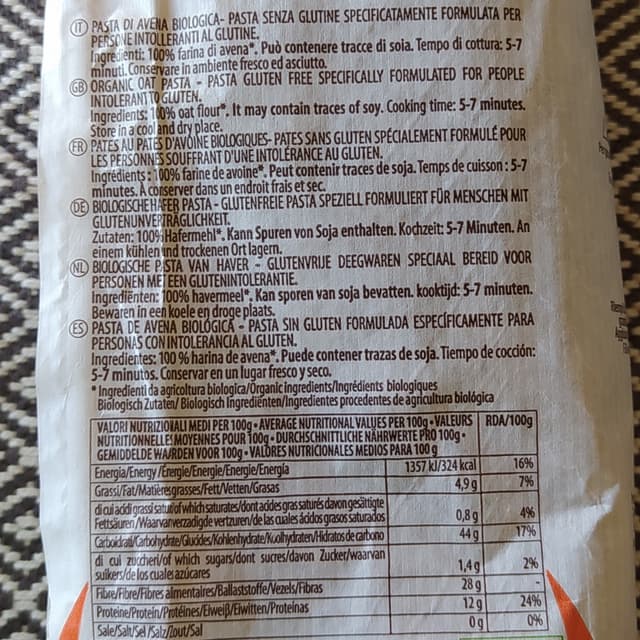 IT PASTA DI AVENA BIOLOGICA- PASTA SENZA GLUTINE SPECIFICATAMENTE FORMULATA PER
PERSONE INTOLLERANTI AL GLUTINE.
Ingredienti: 100% farina di avena*. Può contenere tracce di soia. Tempo di cottura: 5-7
minuti. Conservare in ambiente fresco ed asciutto.
GB ORGANIC OAT PASTA - PASTA GLUTEN FREE SPECIFICALLY FORMULATED FOR PEOPLE
INTOLERANT TO GLUTEN.
Ingredients: 100% oat flour*. It may contain traces of soy. Cooking time: 5-7 minutes.
Store in a cool and dry place.
FR PATES AU PATES D'AVOINE BIOLOGIQUES- PATES SANS GLUTEN SPÉCIALEMENT FORMULÉ POUR
LES PERSONNES SOUFFRANT D'UNE INTOLÉRANCE AU GLUTEN.
Ingrédients: 100% farine de avoine*. Peut contenir traces de soja. Temps de cuisson : 5-7
minutes. À conserver dans un endroit frais et sec.
DE BIOLOGISCHE HAFER PASTA - GLUTENFREIE PASTA SPEZIELL FORMULIERT FÜR MENSCHEN MIT
GLUTENUNVERTRÄGLICHKEIT.
Zutaten: 100% Hafermehl*. Kann Spuren von Soja enthalten. Kochzeit: 5-7 Minuten. An
einem kühlen und trockenen Ort lagern.
NL BIOLOGISCHE PASTA VAN HAVER - GLUTENVRIJE DEEGWAREN SPECIAAL BEREID VOOR
PERSONEN MET EEN GLUTENINTOLERANTIE.
Ingrediënten: 100% havermeel*. Kan sporen van soja bevatten. kooktijd: 5-7 minuten.
Bewaren in een koele en droge plaats.
ES PASTA DE AVENA BIOLÓGICA - PASTA SIN GLUTEN FORMULADA ESPECÍFICAMENTE PARA
PERSONAS CON INTOLERANCIA AL GLUTEN.
Ingredientes: 100 % harina de avena*. Puede contener trazas de soja. Tiempo de cocción:
5-7 minutos. Conservar en un lugar fresco y seco.
* Ingredienti da agricoltura biologica/Organic ingredients/Ingrédients biologiques
Biologisch Zutaten/ Biologisch Ingrediënten/Ingredientes procedentes de agricultura biológica
VALORI NUTRIZIONALI MEDI PER 100g • AVERAGE NUTRITIONAL VALUES PER 100g • VALEURS RDA/100g
NUTRITIONNELLES MOYENNES POUR 100g • DURCHSCHNITTLICHE NÄHRWERTE PRO 100g •
GEMIDDELDE WAARDEN VOOR 100g • VALORES NUTRICIONALES MEDIOS PARA 100 g
Energia/Energy/Énergie/Energie/Energie/Energía 1357 kJ/324 kcal 16%
Grassi/Fat/Matières grasses/Fett/Vetten/Grasas 4,9 g 7%
di cui acidi grassi saturi/of which saturates/dont acides gras saturés davon gesättigte
Fettsäuren/Waarvan verzadigde vertzuren/de las cuales ácidos grasos saturados 0,8 g 4%
Carboidrati/Carbohydrate/Glucides/Kohlenhydrate/Koolhydraten/Hidratos de carbono 44 g 17%
di cui zuccheri/of which sugars/dont sucres/davon Zucker/waarvan
suikers/de los cuales azúcares 1,4 g 2%
Fibre/Fibre/Fibres alimentaires/Ballaststoffe/Vezels/Fibras 28 g -
Proteine/Protein/Protéines/Eiweiß/Eiwitten/Proteínas 12 g 24%
Sale/Salt/Sel/Salz/Zout/Sal 0 g 0%